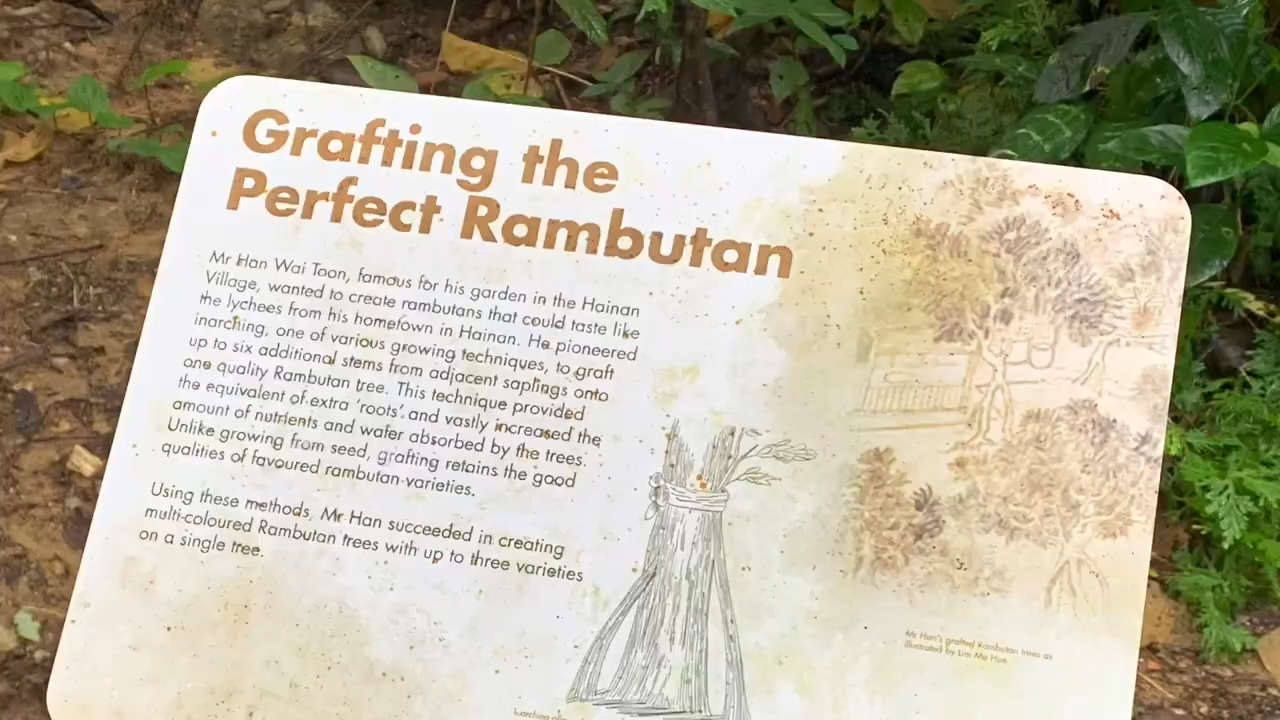 Grafting the
Perfect Rambutan
Mr Han Wai Toon, famous for his garden in the Hainan
Village, wanted to create rambutans that could taste like
the lychees from his hometown in Hainan. He pioneered
inarching, one of various growing techniques, to graft
up to six additional stems from adjacent saplings onto
one quality Rambutan tree. This technique provided
the equivalent of extra 'roots' and vastly increased the
amount of nutrients and water absorbed by the trees.
Unlike growing from seed, grafting retains the good
qualities of favoured rambutan varieties.
Using these methods, Mr Han succeeded in creating
multi-coloured Rambutan trees with up to three varieties
on a single tree.
Mr Han's grafted Rambutan trees as
illustrated by Lim Mu Hue